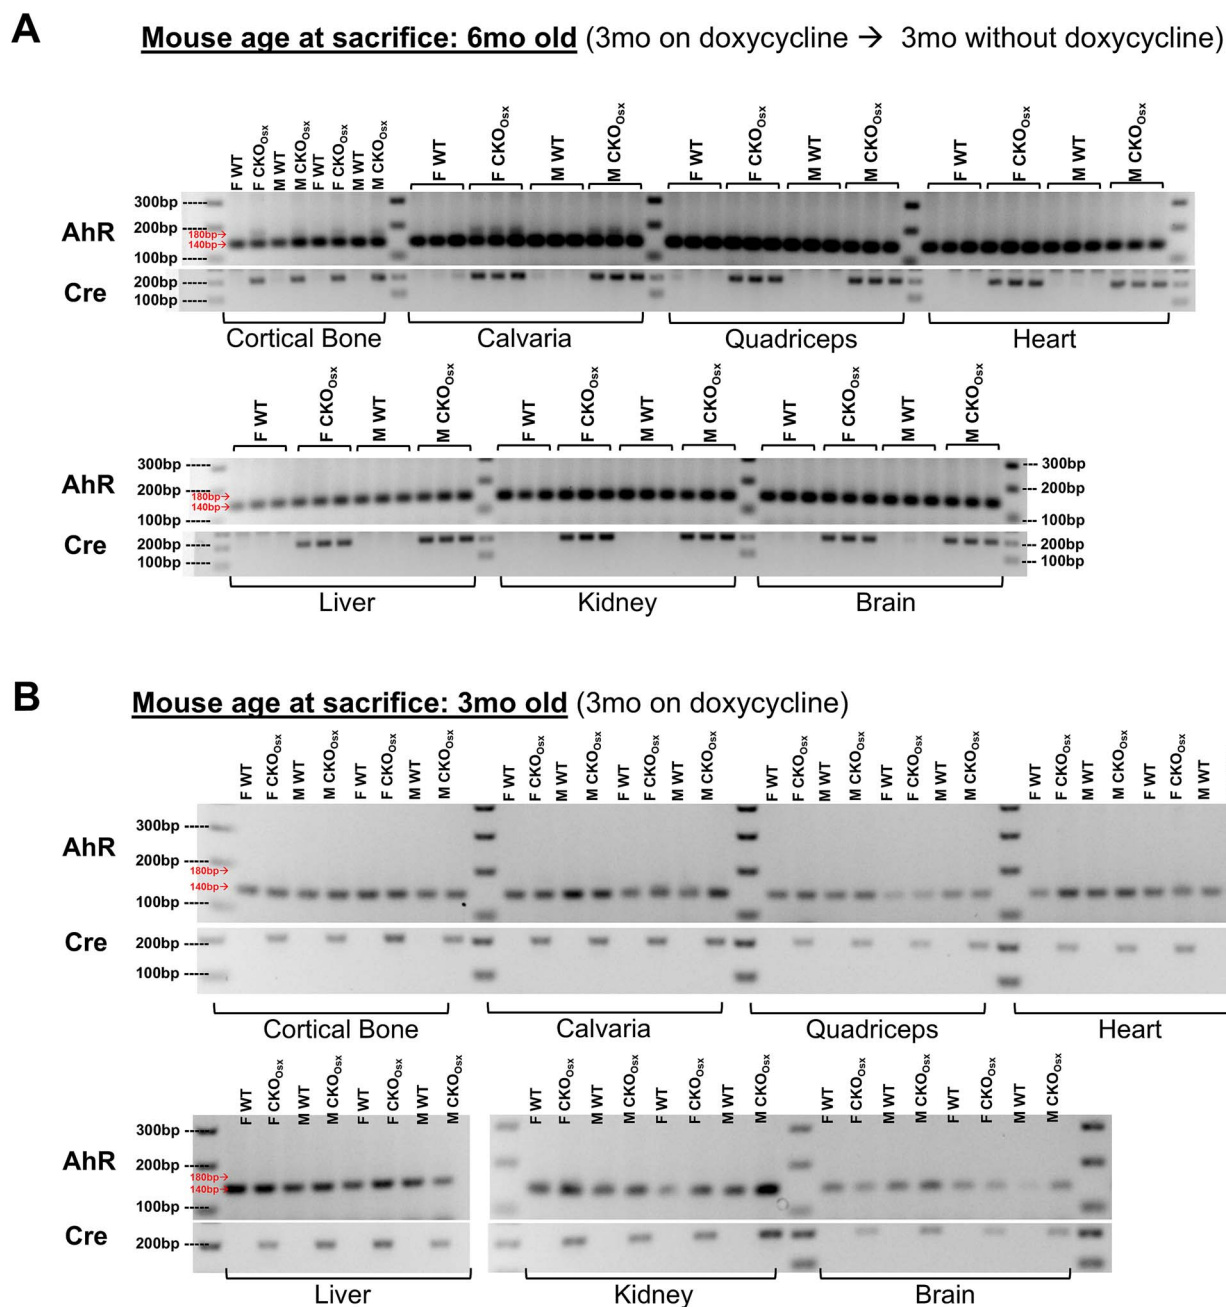 A
Mouse age at sacrifice: 6mo old (3mo on doxycycline → 3mo without doxycycline)
F WT F CKOOsx M WT M CKOOsx F WT F CKOOsx M WT M CKOOsx F WT F CKOOsx M WT M CKOOsx F WT F CKOOsx M WT M CKOOsx F WT F CKOOsx M WT M CKOOsx
300bp
AhR 200bp
180bp→
140bp→
100bp
Cre 200bp
100bp
Cortical Bone Calvaria Quadriceps Heart
F WT F CKOOsx M WT M CKOOsx F WT F CKOOsx M WT M CKOOsx F WT F CKOOsx M WT M CKOOsx
300bp 300bp
AhR 200bp 200bp
180bp→
140bp→
100bp 100bp
Cre 200bp 200bp
100bp 100bp
Liver Kidney Brain
B
Mouse age at sacrifice: 3mo old (3mo on doxycycline)
F WT F CKOOsx M WT M CKOOsx F WT F CKOOsx M WT M CKOOsx F WT F CKOOsx M WT M CKOOsx F WT F CKOOsx M WT M CKOOsx F WT F CKOOsx M WT M CKOOsx F WT F CKOOsx M WT M CKOOsx F WT F CKOOsx M WT M CKOOsx F WT F CKOOsx M WT
300bp
AhR 200bp
180bp→
140bp→
100bp
Cre 200bp
100bp
Cortical Bone Calvaria Quadriceps Heart
F WT F CKOOsx M WT M CKOOsx F WT F CKOOsx M WT M CKOOsx F WT F CKOOsx M WT M CKOOsx F WT F CKOOsx M WT M CKOOsx F WT F CKOOsx M WT M CKOOsx F WT F CKOOsx M WT M CKOOsx
300bp
AhR 200bp
180bp→
140bp→
100bp
Cre 200bp
Liver Kidney Brain